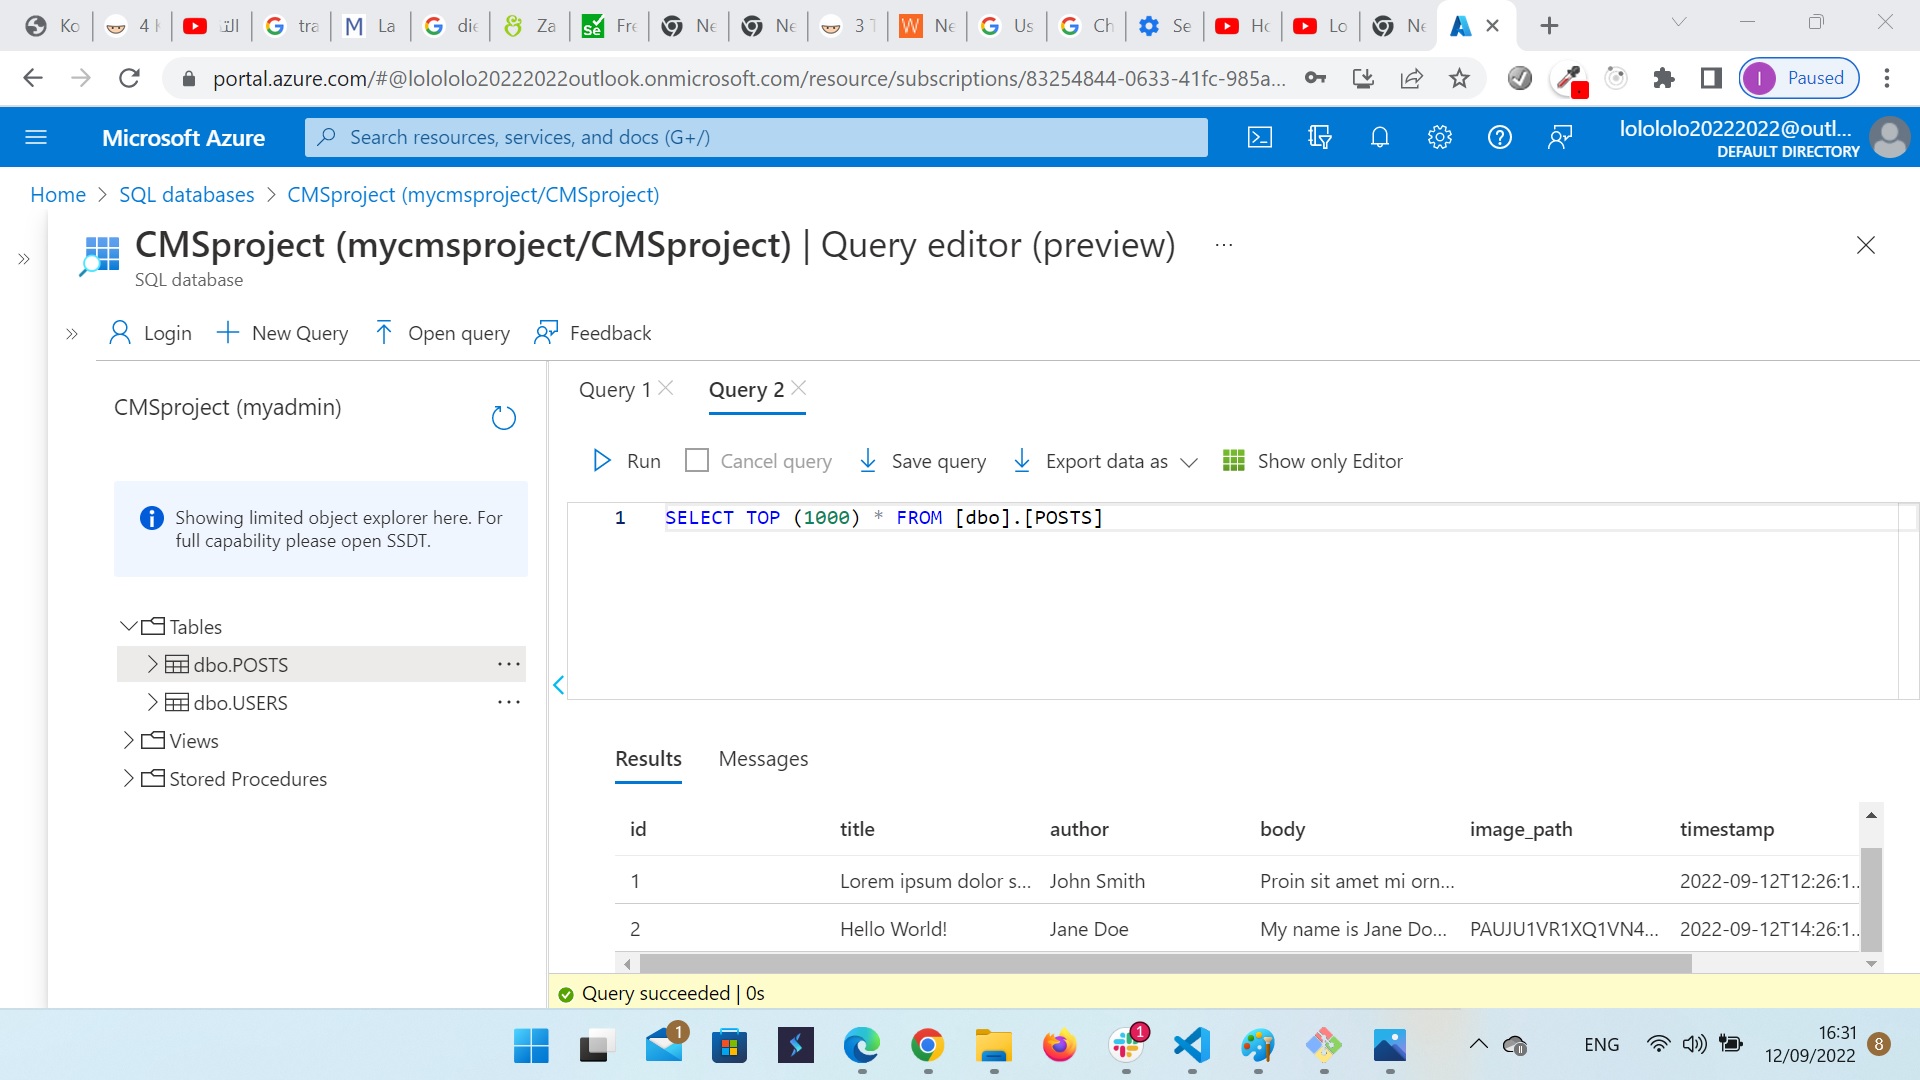 Ko
4 k
tra
La
die
Za
Fre
Ne
Ne
3 T
Ne
Us
Ch
Se
Ho
Lo
Ne
portal.azure.com/#@lolololo20222022outlook.onmicrosoft.com/resource/subscriptions/83254844-0633-41fc-985a...
I Paused
Microsoft Azure
Search resources, services, and docs (G+/)
lolololo20222022@outl...
DEFAULT DIRECTORY
Home > SQL databases > CMSproject (mycmsproject/CMSproject)
CMSproject (mycmsproject/CMSproject) | Query editor (preview) ...
SQL database
Login New Query Open query Feedback
CMSproject (myadmin)
Showing limited object explorer here. For
full capability please open SSDT.
Tables
dbo.POSTS ...
dbo.USERS ...
Views
Stored Procedures
Query 1 Query 2
Run Cancel query Save query Export data as Show only Editor
1 SELECT TOP (1000) * FROM [dbo].[POSTS]
Results Messages
id title author body image_path timestamp
1 Lorem ipsum dolor s... John Smith Proin sit amet mi orn... 2022-09-12T12:26:1..
2 Hello World! Jane Doe My name is Jane Do... PAUJU1VR1XQ1VN4... 2022-09-12T14:26:1..
Query succeeded | 0s
1
1
ENG
16:31
12/09/2022
8